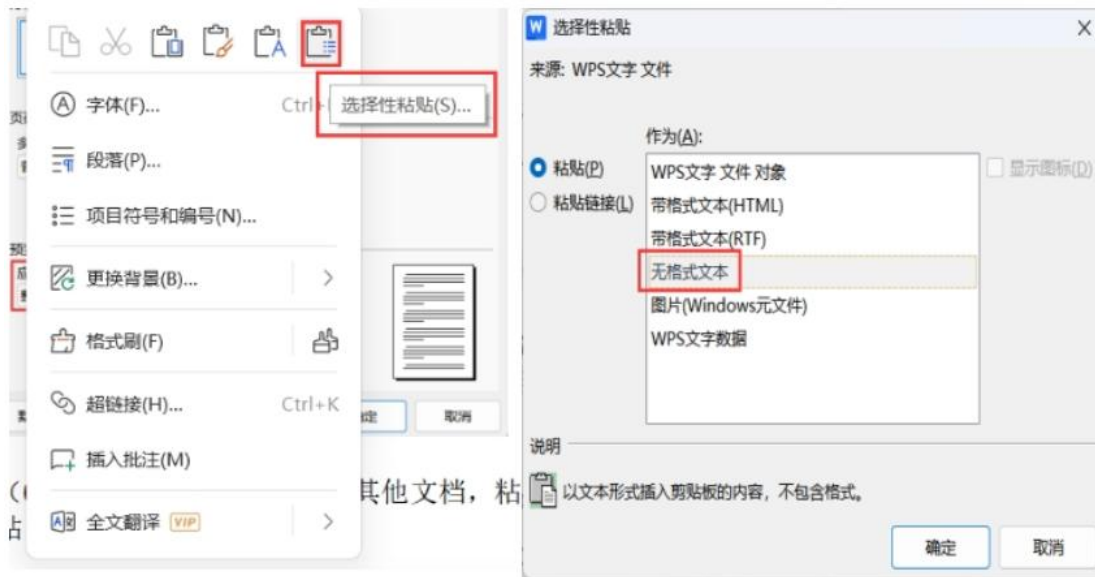 字体(F)...
Ctrl+
选择性粘贴(S)...
段落(P)...
项目符号和编号(N)...
更换背景(B)...
格式刷(F)
超链接(H)...
Ctrl+K
取消
插入批注(M)
其他文档，粘
全文翻译 VIP
W 选择性粘贴
来源: WPS文字 文件
作为(A):
粘贴(P)
粘贴链接(L)
WPS文字 文件 对象
带格式文本(HTML)
带格式文本(RTF)
无格式文本
图片(Windows元文件)
WPS文字数据
显示图标(D)
说明
以文本形式插入剪贴板的内容，不包含格式。
确定
取消